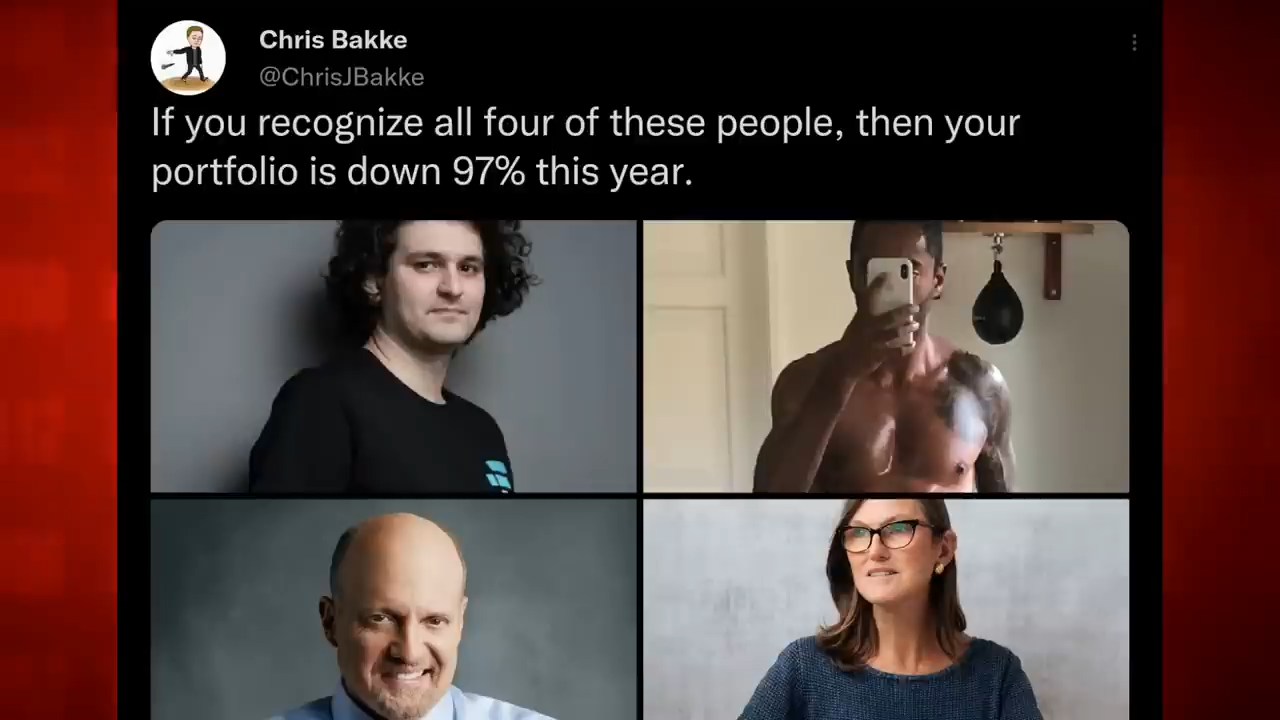 Chris Bakke
@ChrisJBakke
If you recognize all four of these people, then your
portfolio is down 97% this year.